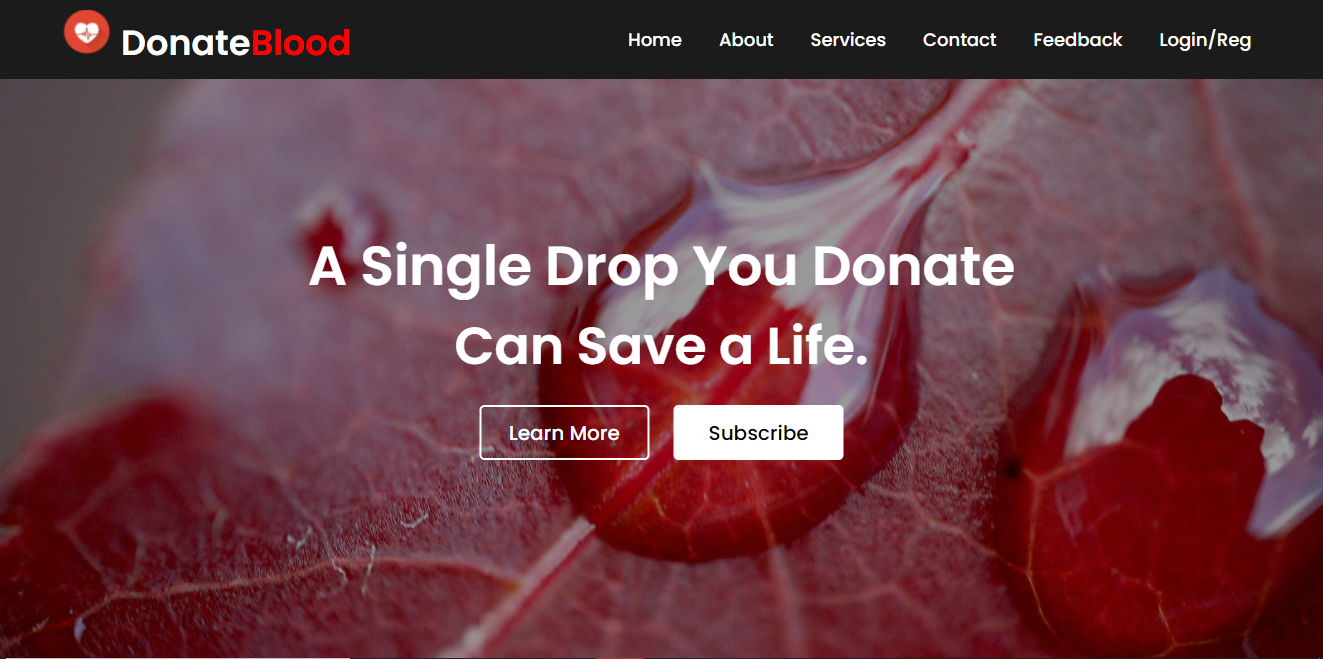 DonateBlood
Home About Services Contact Feedback Login/Reg
A Single Drop You Donate
Can Save a Life.
Learn More Subscribe